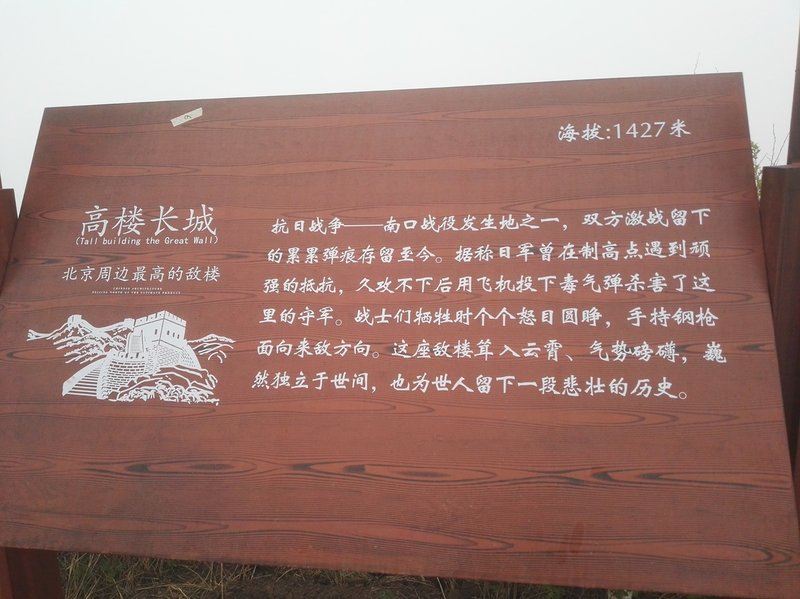 海拔:1427米
高楼长城
(Tall building the Great Wall)
北京周边最高的敌楼
CHINESE ARCHITECTURE
抗日战争——南口战役发生地之一，双方激战留下
的累累弹痕存留至今。据称日军曾在制高点遇到顽
强的抵抗，久攻不下后用飞机投下毒气弹杀害了这
里的守军。战士们牺牲时个个怒目圆睁，手持钢枪
面向来敌方向。这座敌楼耸入云霄、气势磅礴，巍
然独立于世间，也为世人留下一段悲壮的历史。